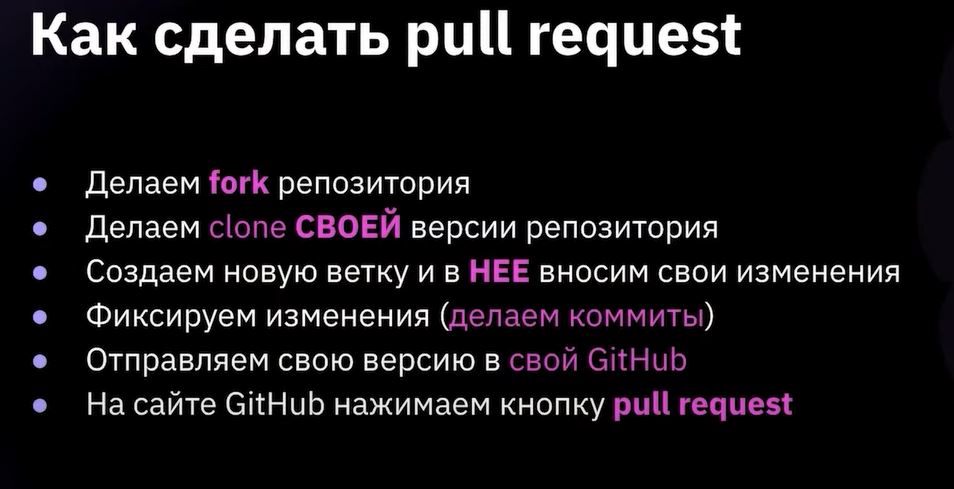 Как сделать pull request
● Делаем fork репозитория
● Делаем clone СВОЕЙ версии репозитория
● Создаем новую ветку и в НЕЕ вносим свои изменения
● Фиксируем изменения (делаем коммиты)
● Отправляем свою версию в свой GitHub
● На сайте GitHub нажимаем кнопку pull request